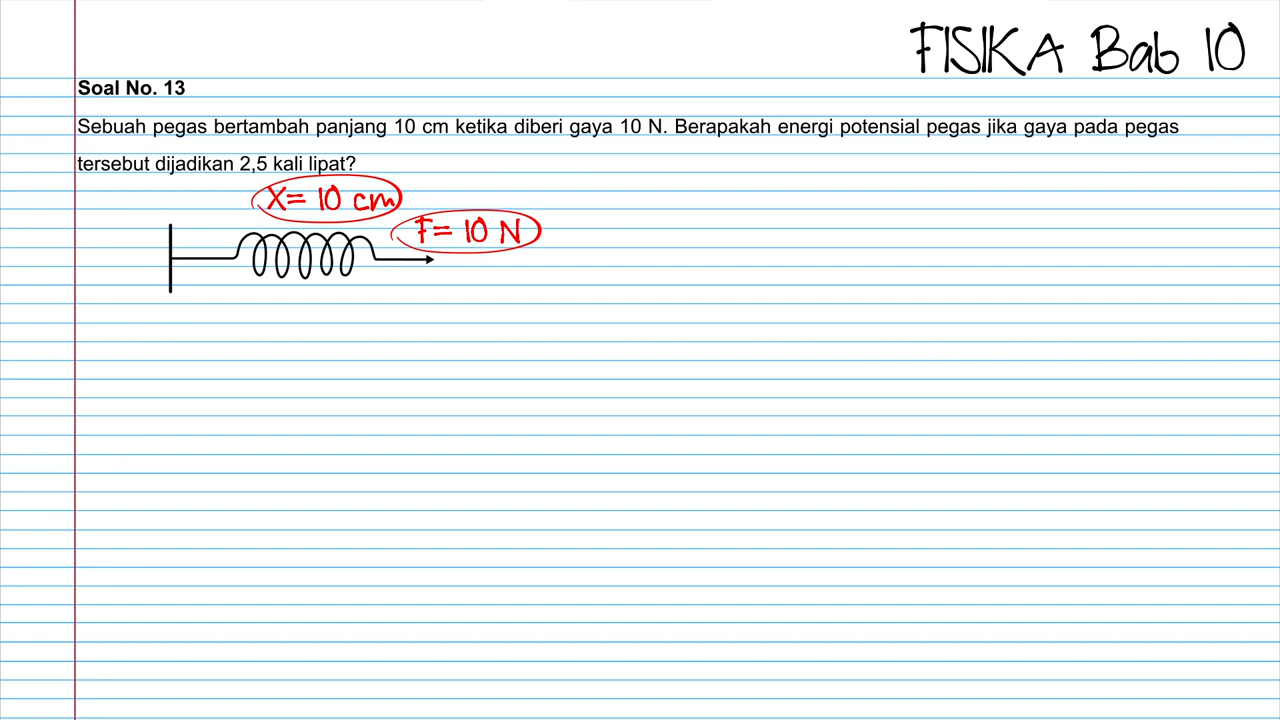 FISIKA Bab 10
Soal No. 13
Sebuah pegas bertambah panjang 10 cm ketika diberi gaya 10 N. Berapakah energi potensial pegas jika gaya pada pegas
tersebut dijadikan 2,5 kali lipat?
X= 10 cm
F= 10 N